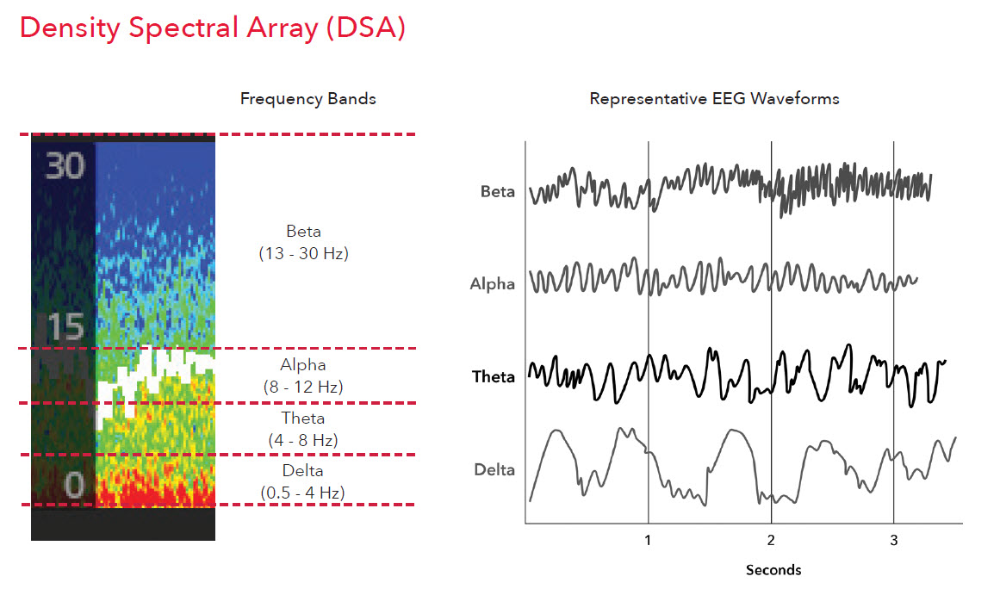 Density Spectral Array (DSA)
Frequency Bands
30
15
0
Beta
(13 - 30 Hz)
Alpha
(8 - 12 Hz)
Theta
(4 - 8 Hz)
Delta
(0.5 - 4 Hz)
Representative EEG Waveforms
Beta
Alpha
Theta
Delta
1 2 3
Seconds